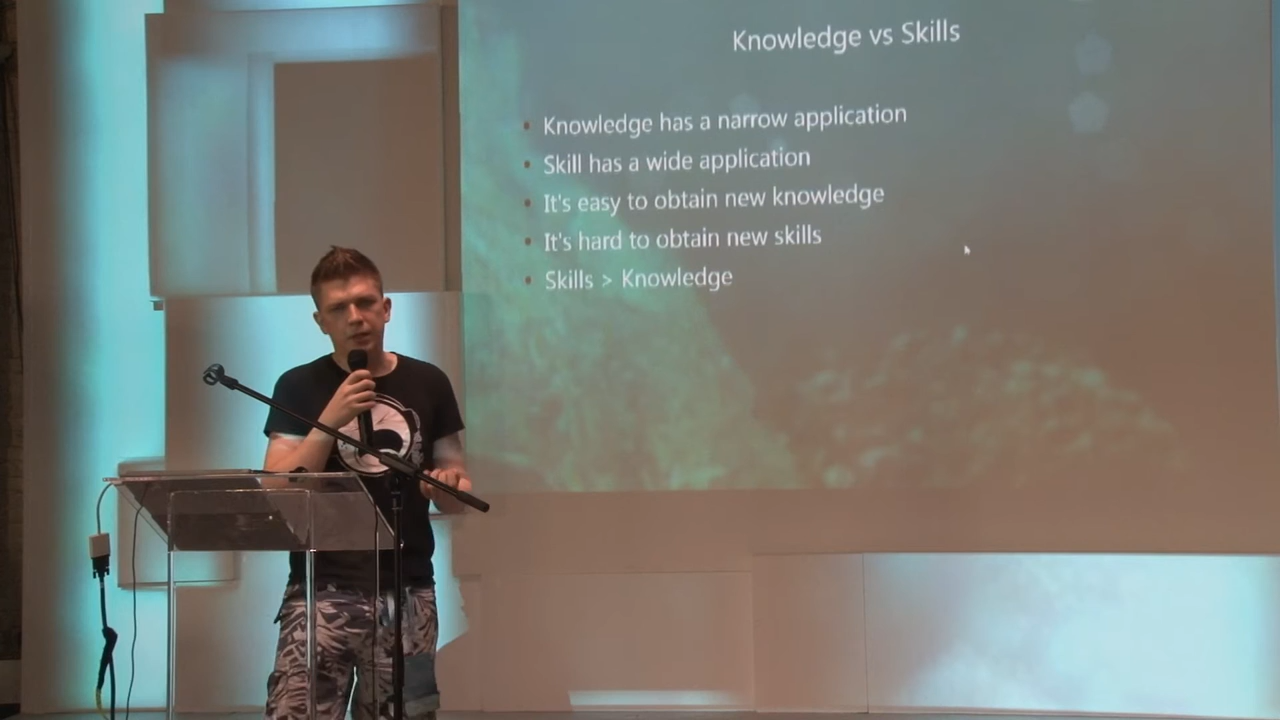 Knowledge vs Skills
Knowledge has a narrow application
Skill has a wide application
It's easy to obtain new knowledge
It's hard to obtain new skills
Skills > Knowledge